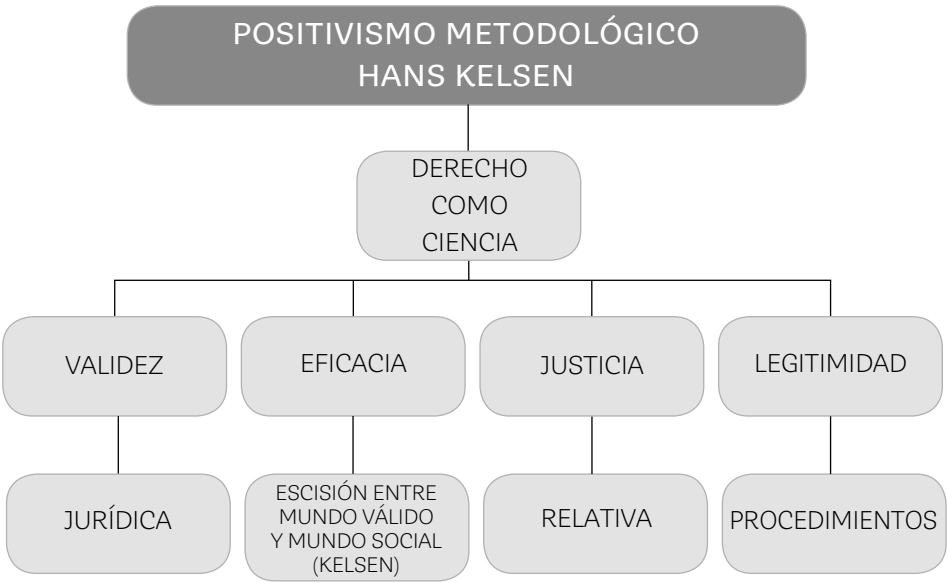 POSITIVISMO METODOLÓGICO
HANS KELSEN
DERECHO
COMO
CIENCIA
VALIDEZ
EFICACIA
JUSTICIA
LEGITIMIDAD
JURÍDICA
ESCISIÓN ENTRE
MUNDO VÁLIDO
Y MUNDO SOCIAL
(KELSEN)
RELATIVA
PROCEDIMIENTOS